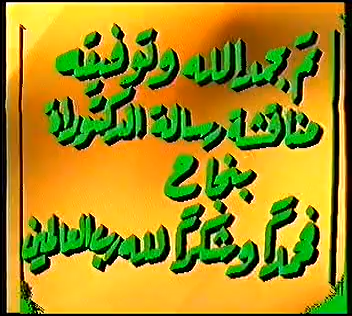 تم بحمد الله وتوفيقه
مناقشة رسالة الدكتوراة
بنجاح
فحمداً وشكراً لله رب العالمين